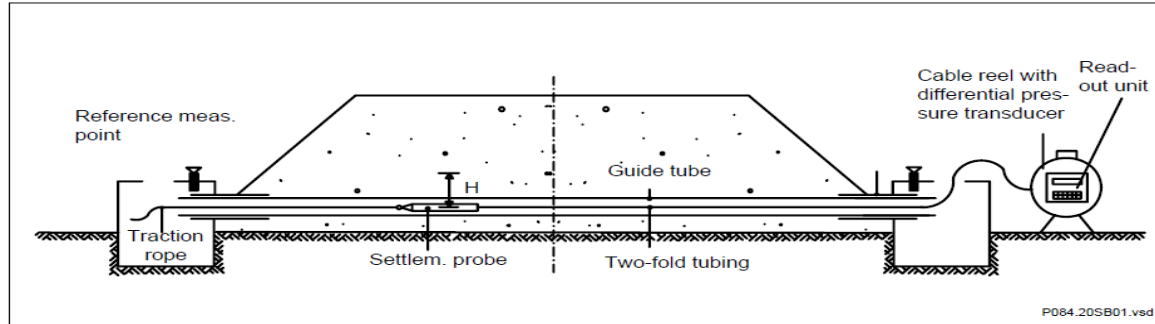 Reference meas.
point
Cable reel with
differential pres-
sure transducer
Read-
out unit
Guide tube
H
Traction
rope
Settlem. probe
Two-fold tubing
P084.20SB01.vsd